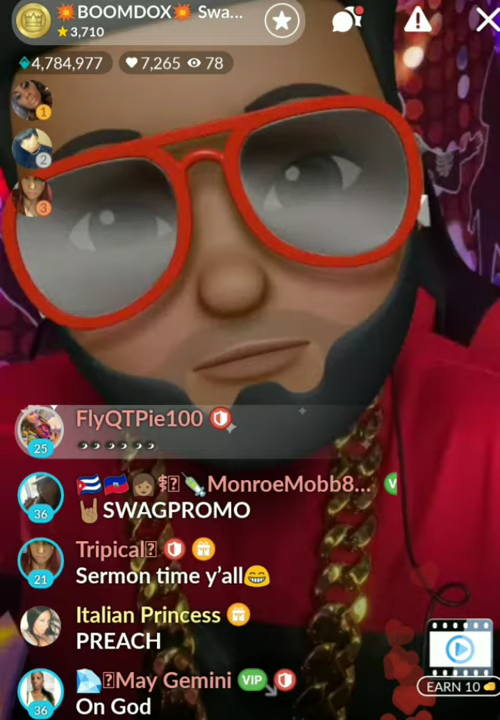 💥BOOMDOX💥 Swa...
3,710
4,784,977 7,265 78
1
2
3
FlyQTPie100
25
MonroeMobb8... V
36 SWAGPROMO
Tripical
21 Sermon time y'all😂
Italian Princess
PREACH
May Gemini VIP
36 On God
EARN 10